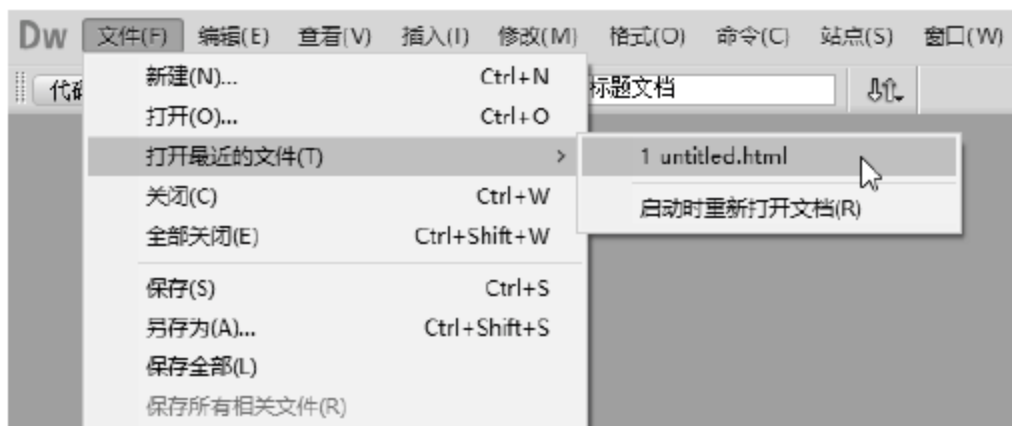 Dw 文件(F) 编辑(E) 查看(V) 插入(I) 修改(M) 格式(O) 命令(C) 站点(S) 窗口(W)
代码 标题文档
新建(N)... Ctrl+N
打开(O)... Ctrl+O
打开最近的文件(T) >
1 untitled.html
关闭(C) Ctrl+W
启动时重新打开文档(R)
全部关闭(E) Ctrl+Shift+W
保存(S) Ctrl+S
另存为(A)... Ctrl+Shift+S
保存全部(L)
保存所有相关文件(R)